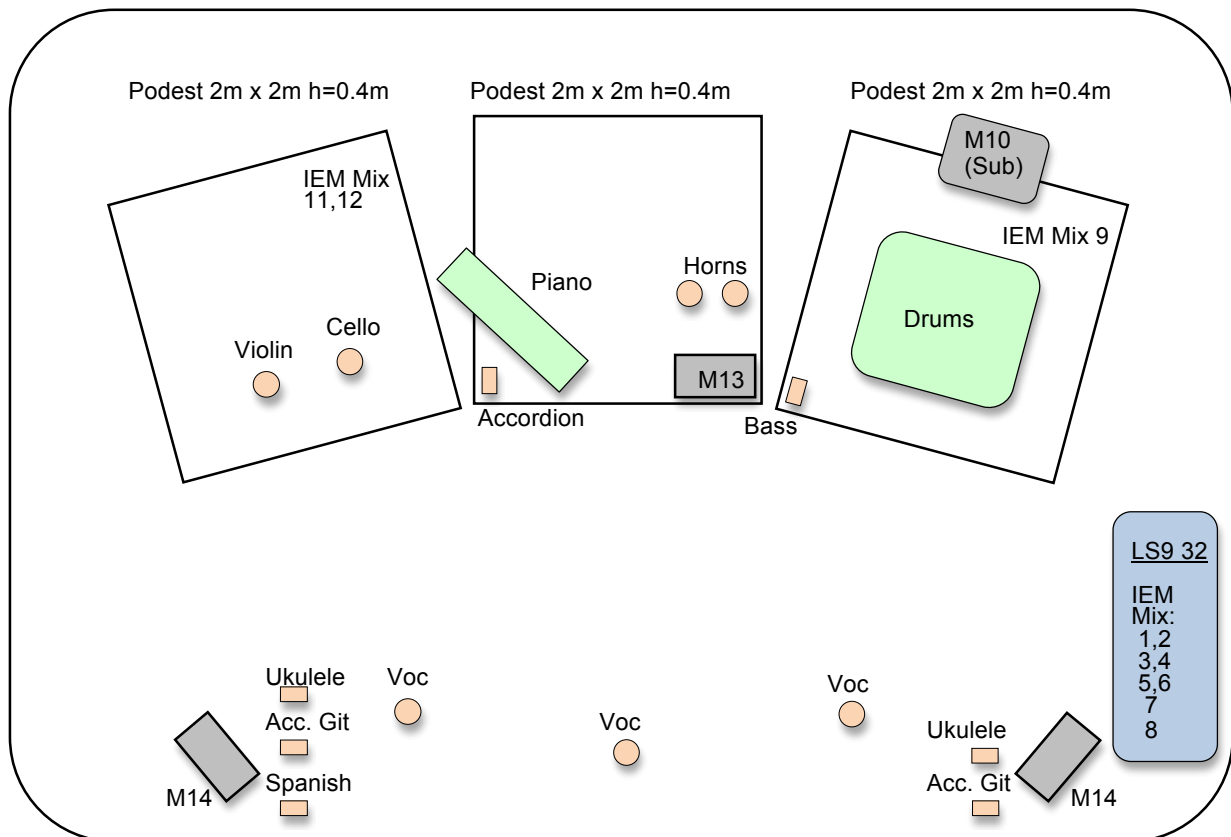 Podest 2m x 2m h=0.4m
Podest 2m x 2m h=0.4m
Podest 2m x 2m h=0.4m
IEM Mix
11,12
M10
(Sub)
IEM Mix 9
Piano
Horns
Drums
Violin
Cello
M13
Accordion
Bass
LS9 32
IEM
Mix:
1,2
3,4
5,6
7
8
Ukulele
Voc
Acc. Git
Spanish
M14
Voc
Voc
Ukulele
Acc. Git
M14